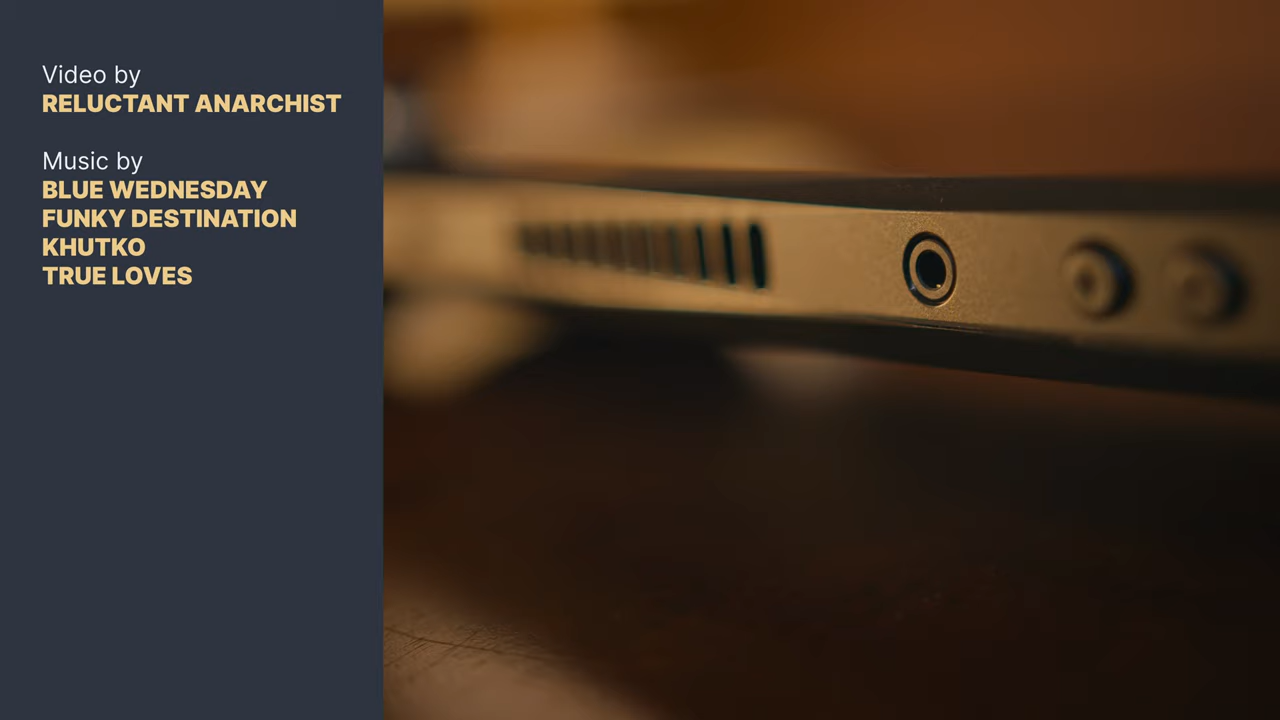 Video by
RELUCTANT ANARCHIST
Music by
BLUE WEDNESDAY
FUNKY DESTINATION
KHUTKO
TRUE LOVES